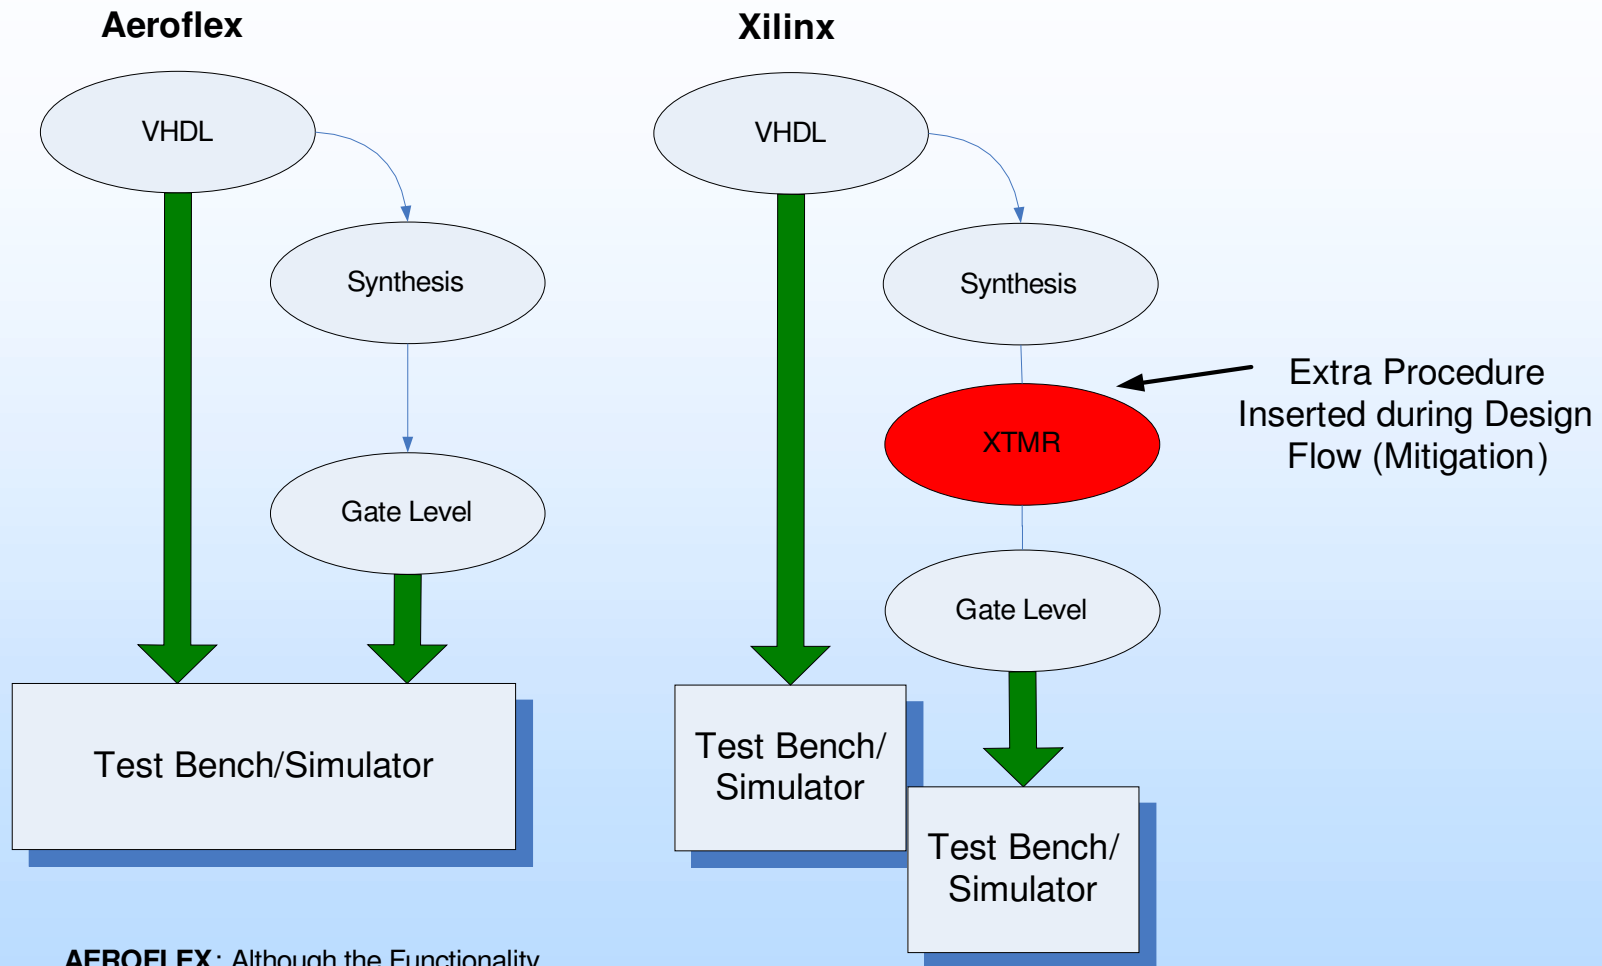 Aeroflex
Xilinx
VHDL
VHDL
Synthesis
Synthesis
Extra Procedure
Inserted during Design
Flow (Mitigation)
XTMR
Gate Level
Gate Level
Test Bench/Simulator
Test Bench/
Simulator
Test Bench/
Simulator
AEROFLEX: Although the Functionality